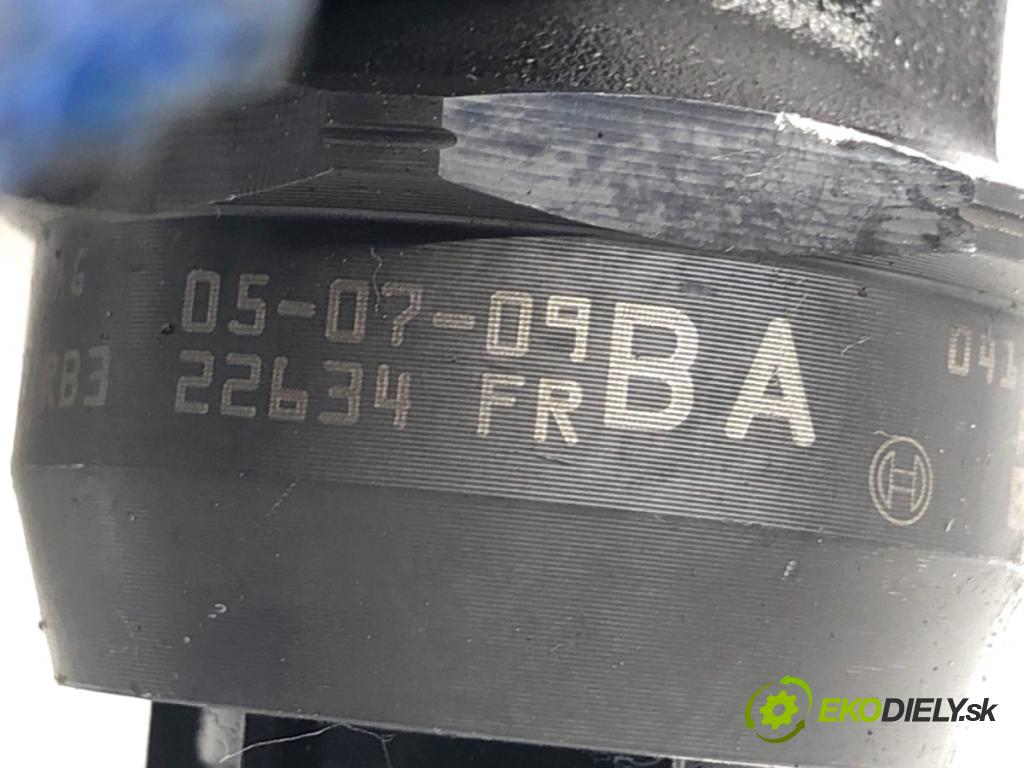 05-07-09 BA
22634 FR
EKODIELY.sk